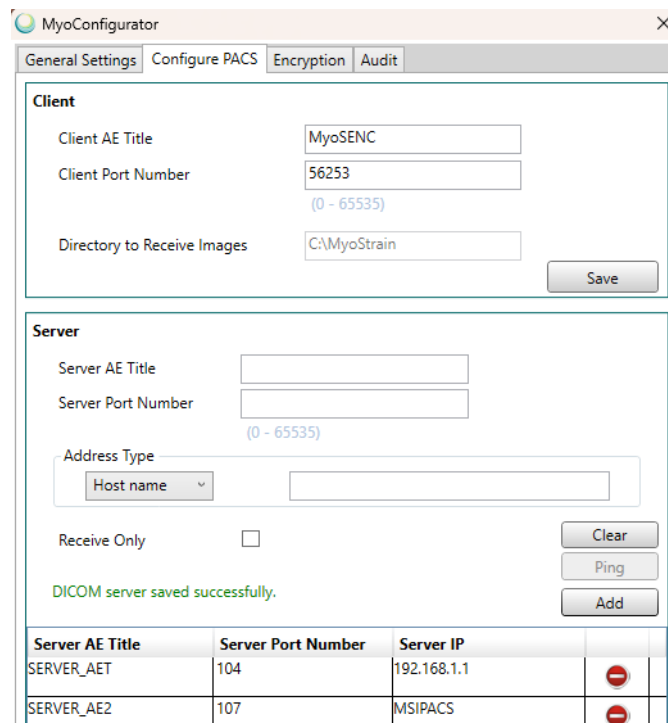 MyoConfigurator
General Settings Configure PACS Encryption Audit
Client
Client AE Title MyoSENC
Client Port Number 56253
(0 - 65535)
Directory to Receive Images C:\MyoStrain
Save
Server
Server AE Title
Server Port Number
(0 - 65535)
Address Type
Host name
Receive Only
Clear
Ping
DICOM server saved successfully.
Add
Server AE Title Server Port Number Server IP
SERVER_AET 104 192.168.1.1
SERVER_AE2 107 MSIPACS